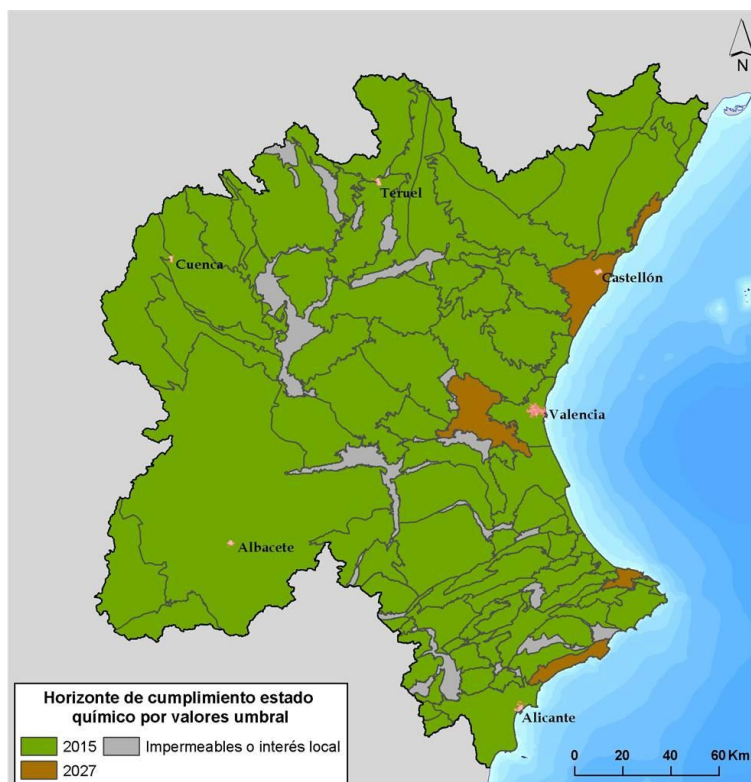 N
Teruel
Cuenca
Castellón
Valencia
Albacete
Alicante
Horizonte de cumplimiento estado
químico por valores umbral
2015 Impermeables o interés local
2027
0 20 40 60 Km